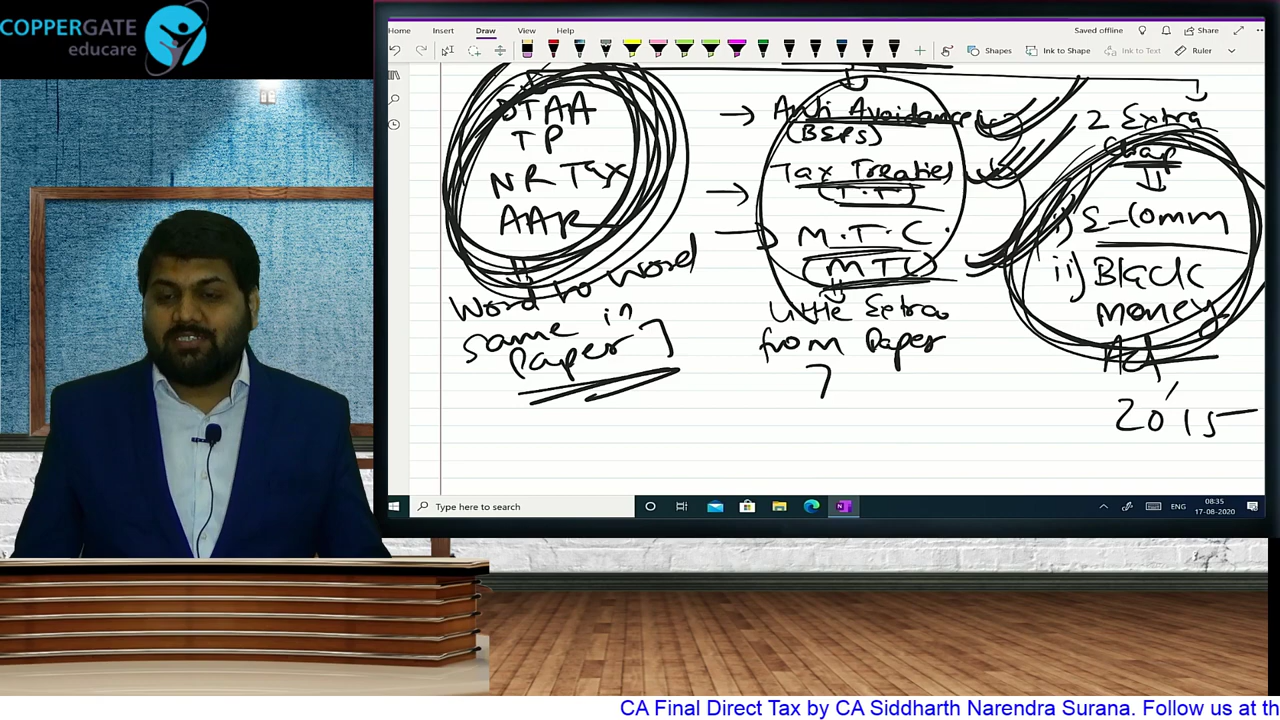 COPPERGATE
educare
Home Insert Draw View Help
Saved offline
Share
Shapes
Ink to Shape
Ink to Text
Ruler
DTAA
TP
NR Tax
AAR
Word to word
same in
Paper
Anti Avoidance
(BEPS)
Tax Treaties
(T.T)
M.T.C.
(MTC)
Little Extra
from Paper
7
2 Extra
Chap
i) E-Comm
ii) Black
money
Act,
2015
Type here to search
ENG
08:35
17-08-2020
CA Final Direct Tax by CA Siddharth Narendra Surana. Follow us at th